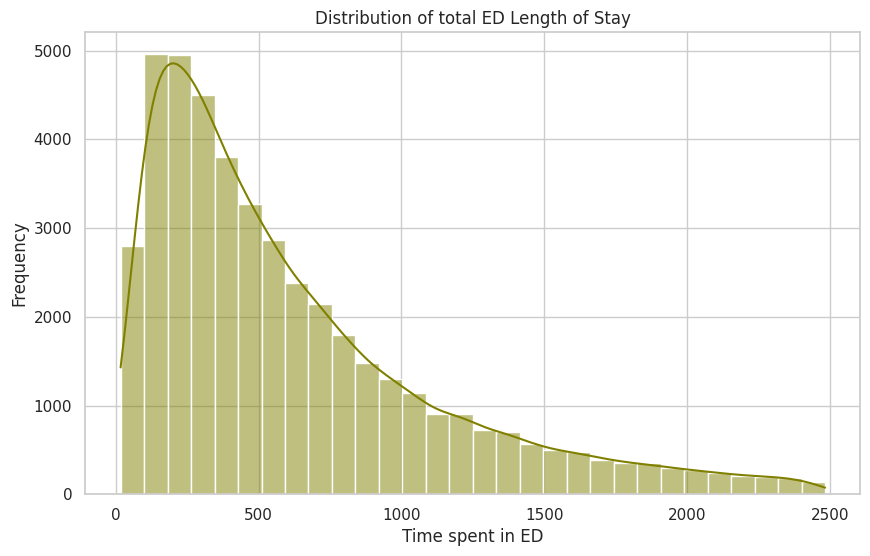 Distribution of total ED Length of Stay
5000
4000
3000
2000
1000
0
Frequency
0 500 1000 1500 2000 2500
Time spent in ED